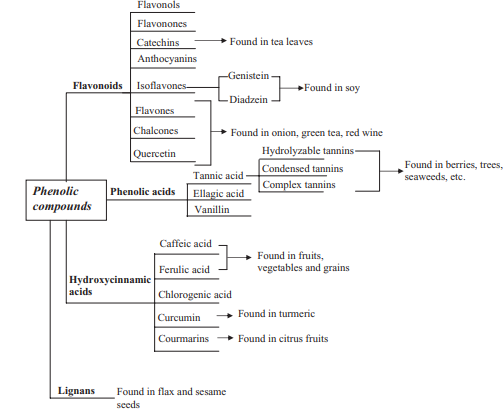 Flavonols
Flavonones
Catechins
Found in tea leaves
Anthocyanins
Flavonoids
Isoflavones
Genistein
Diadzein
Found in soy
Flavones
Chalcones
Quercetin
Found in onion, green tea, red wine
Phenolic
compounds
Phenolic acids
Tannic acid
Ellagic acid
Vanillin
Hydrolyzable tannins
Condensed tannins
Complex tannins
Found in berries, trees,
seaweeds, etc.
Hydroxycinnamic
acids
Caffeic acid
Ferulic acid
Found in fruits,
vegetables and grains
Chlorogenic acid
Curcumin
Found in turmeric
Courmarins
Found in citrus fruits
Lignans
Found in flax and sesame
seeds